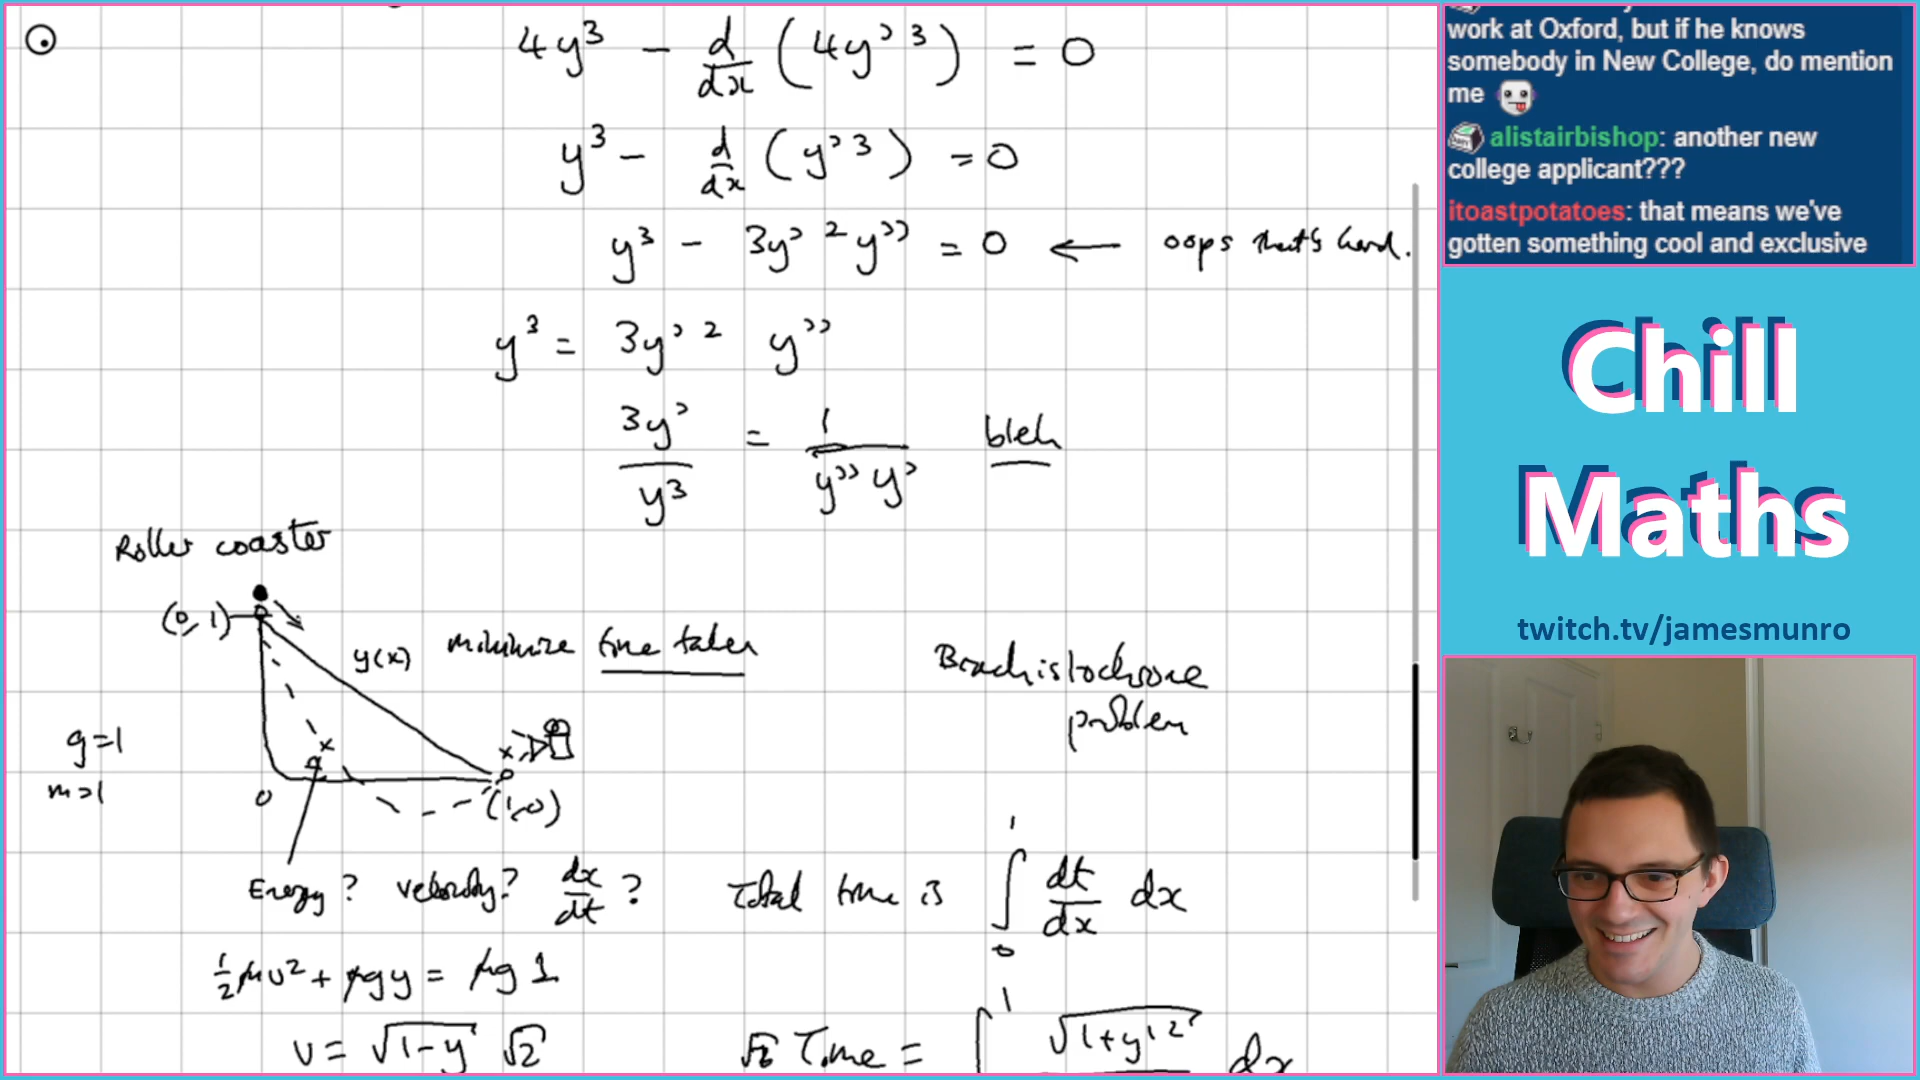 4y³ - d/dx (4y'³) = 0
y³ - d/dx (y'³) = 0
y³ - 3y'²y'' = 0 ← oops that's hard.
y³ = 3y'² y''
3y'/y³ = 1/(y''y') bleh
Roller coaster
(0, 1)
y(x) minimize time taken
Brachistochrone
problem
g=1
m=1
0
(1,0)
Energy? velocity? dx/dt ? Total time is ∫₀¹ dt/dx dx
½mv² + mgy = mg1
v = √(1-y) √2
√2 Time = ∫¹ √(1+y'²) dx
work at Oxford, but if he knows
somebody in New College, do mention
me
alistairbishop: another new
college applicant???
itoastpotatoes: that means we've
gotten something cool and exclusive
Chill
Maths
twitch.tv/jamesmunro